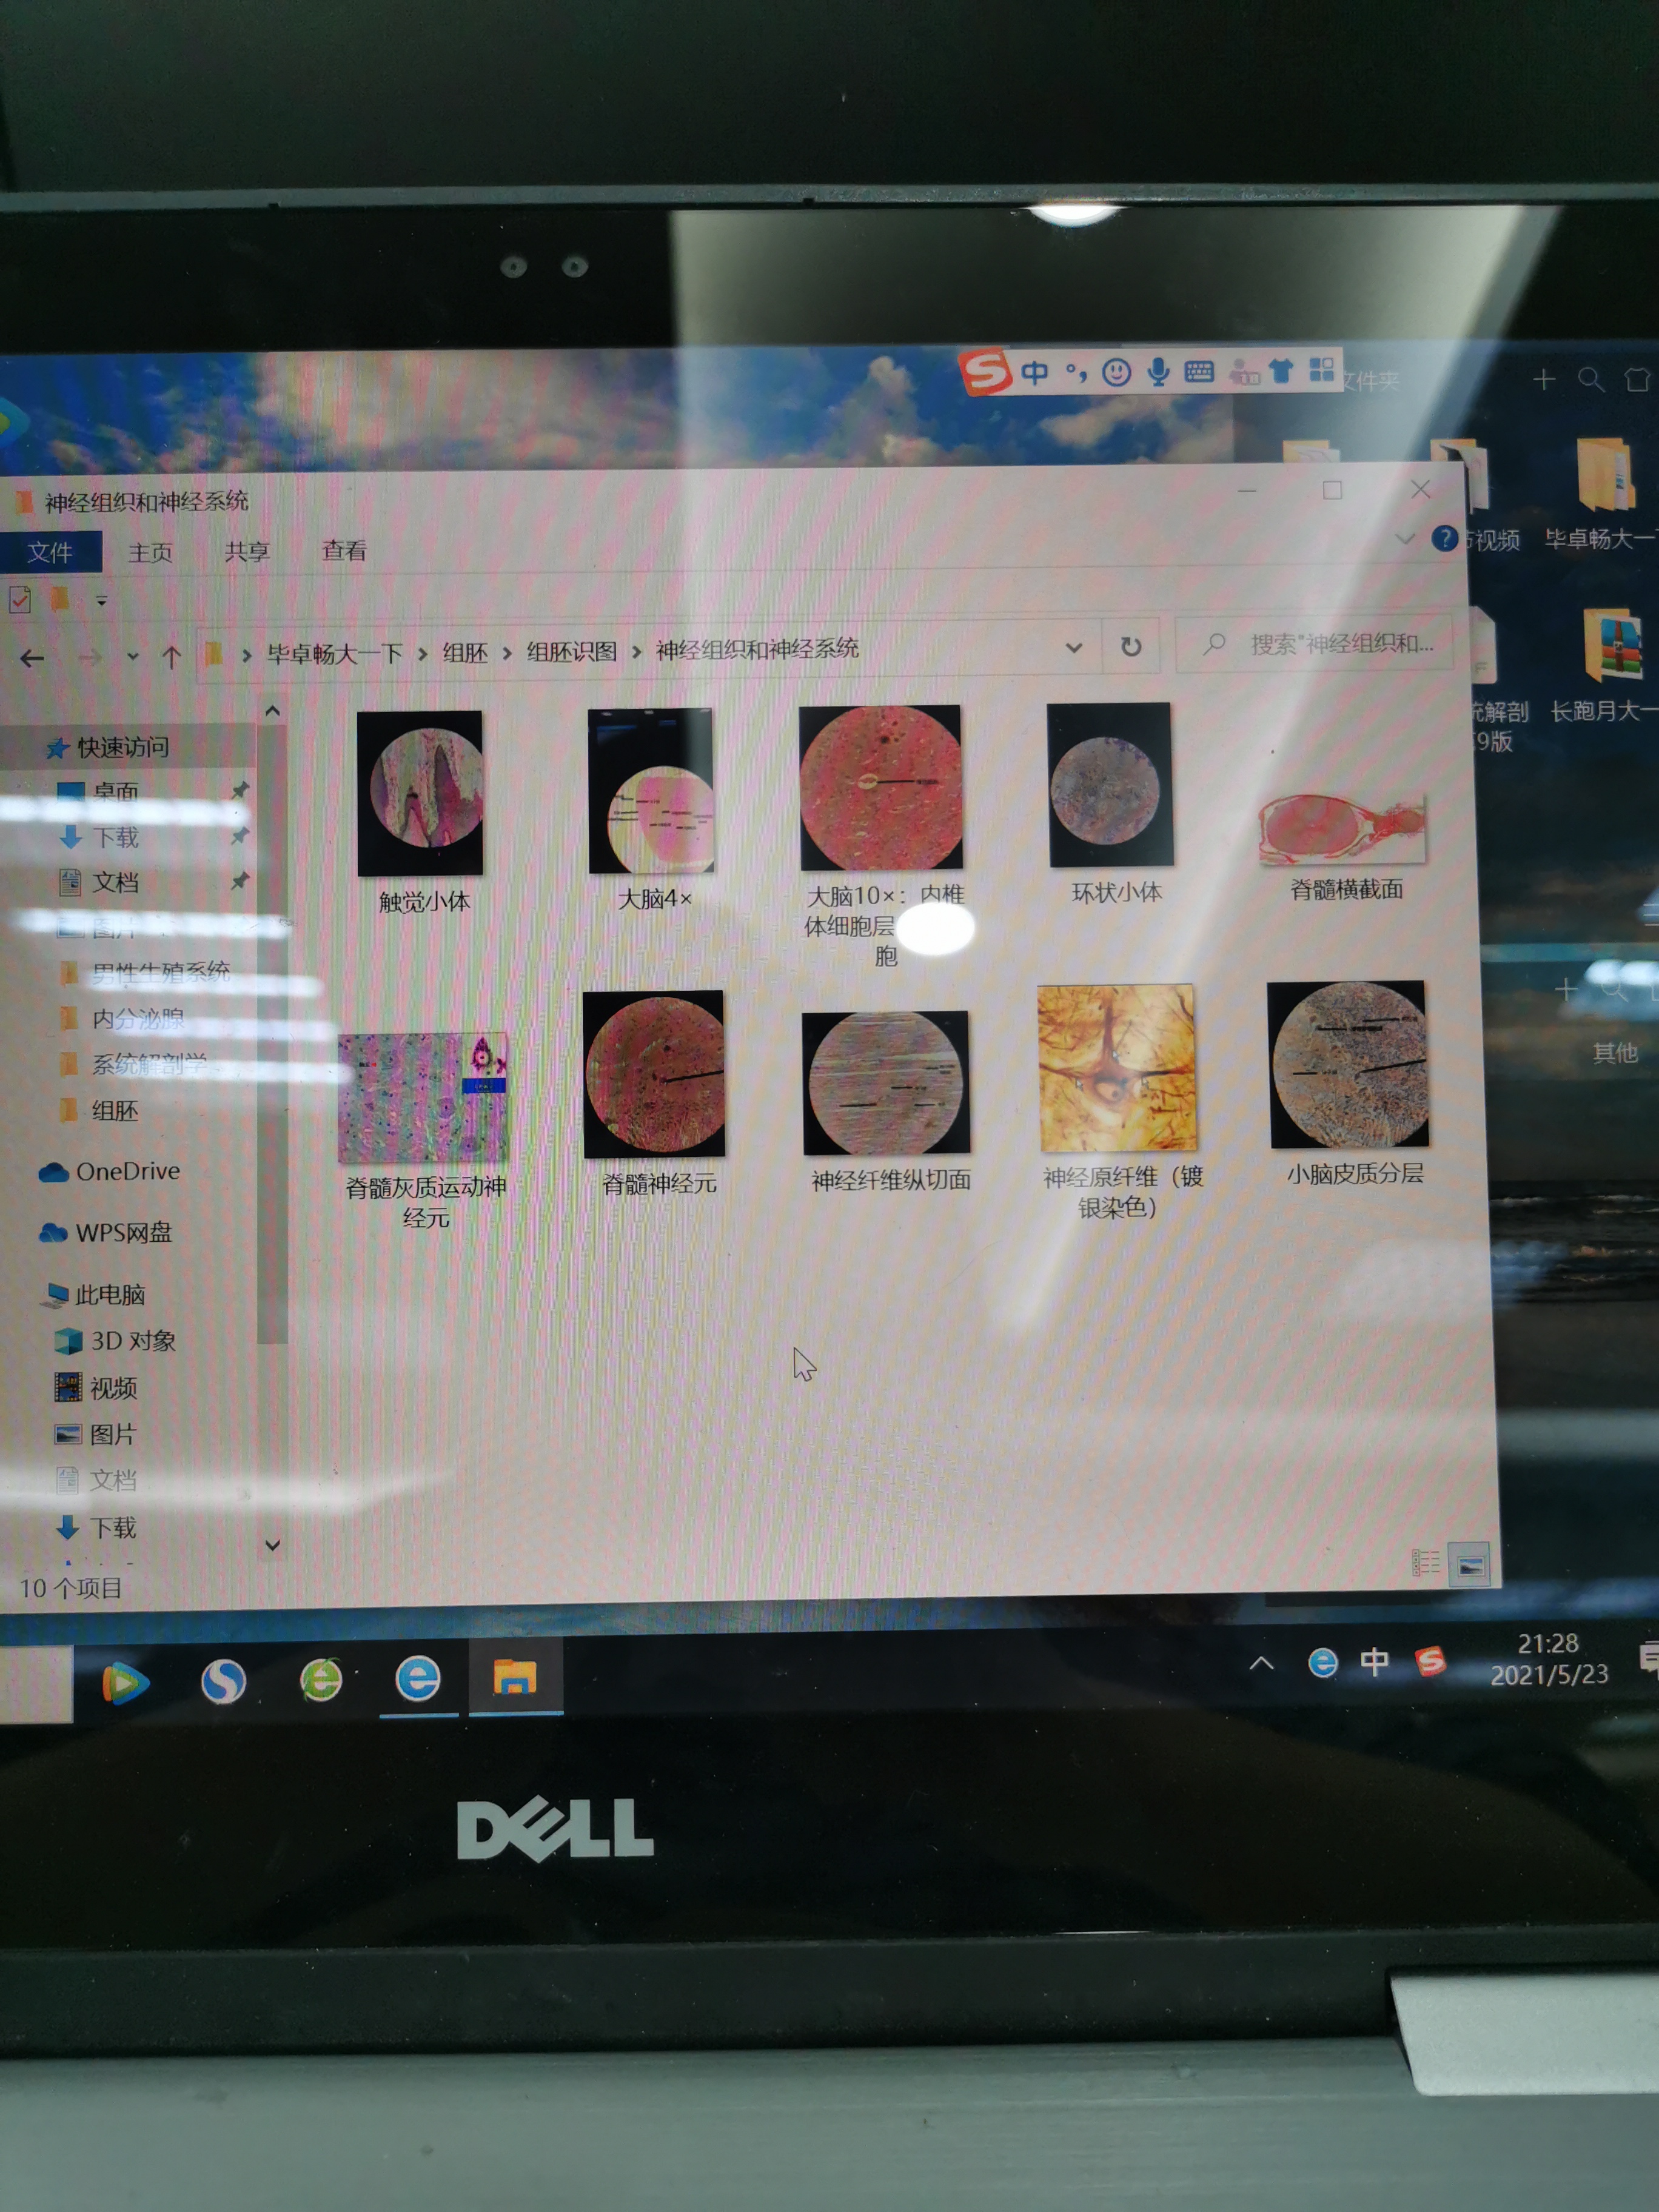 中
文件夹
神经组织和神经系统
节视频
毕卓畅大一下
文件 主页 共享 查看
毕卓畅大一下 组胚 组胚识图 神经组织和神经系统
搜索"神经组织和...
统解剖
9版
长跑月大一
快速访问
桌面
下载
文档
图片
男性生殖系统
内分泌腺
系统解剖学
组胚
OneDrive
WPS网盘
此电脑
3D 对象
视频
图片
文档
下载
触觉小体
大脑4×
大脑10×：内椎
体细胞层
胞
环状小体
脊髓横截面
脊髓灰质运动神
经元
脊髓神经元
神经纤维纵切面
神经原纤维（镀
银染色）
小脑皮质分层
其他
10 个项目
中
21:28
2021/5/23
DELL